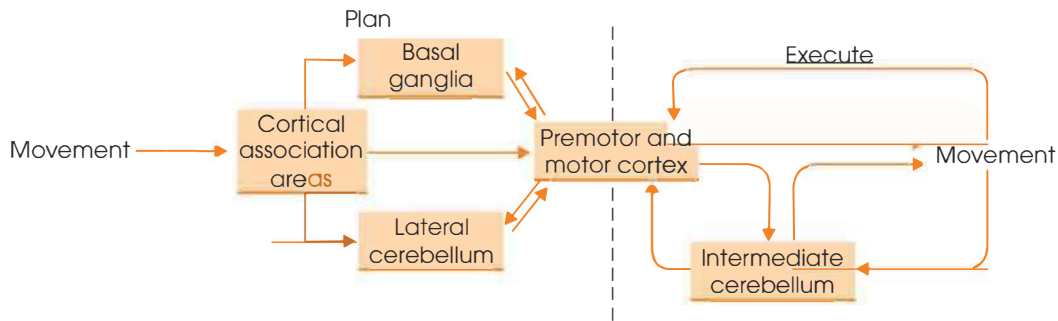 Plan
Basal
ganglia
Execute
Movement
Cortical
association
areas
Premotor and
motor cortex
Movement
Lateral
cerebellum
Intermediate
cerebellum